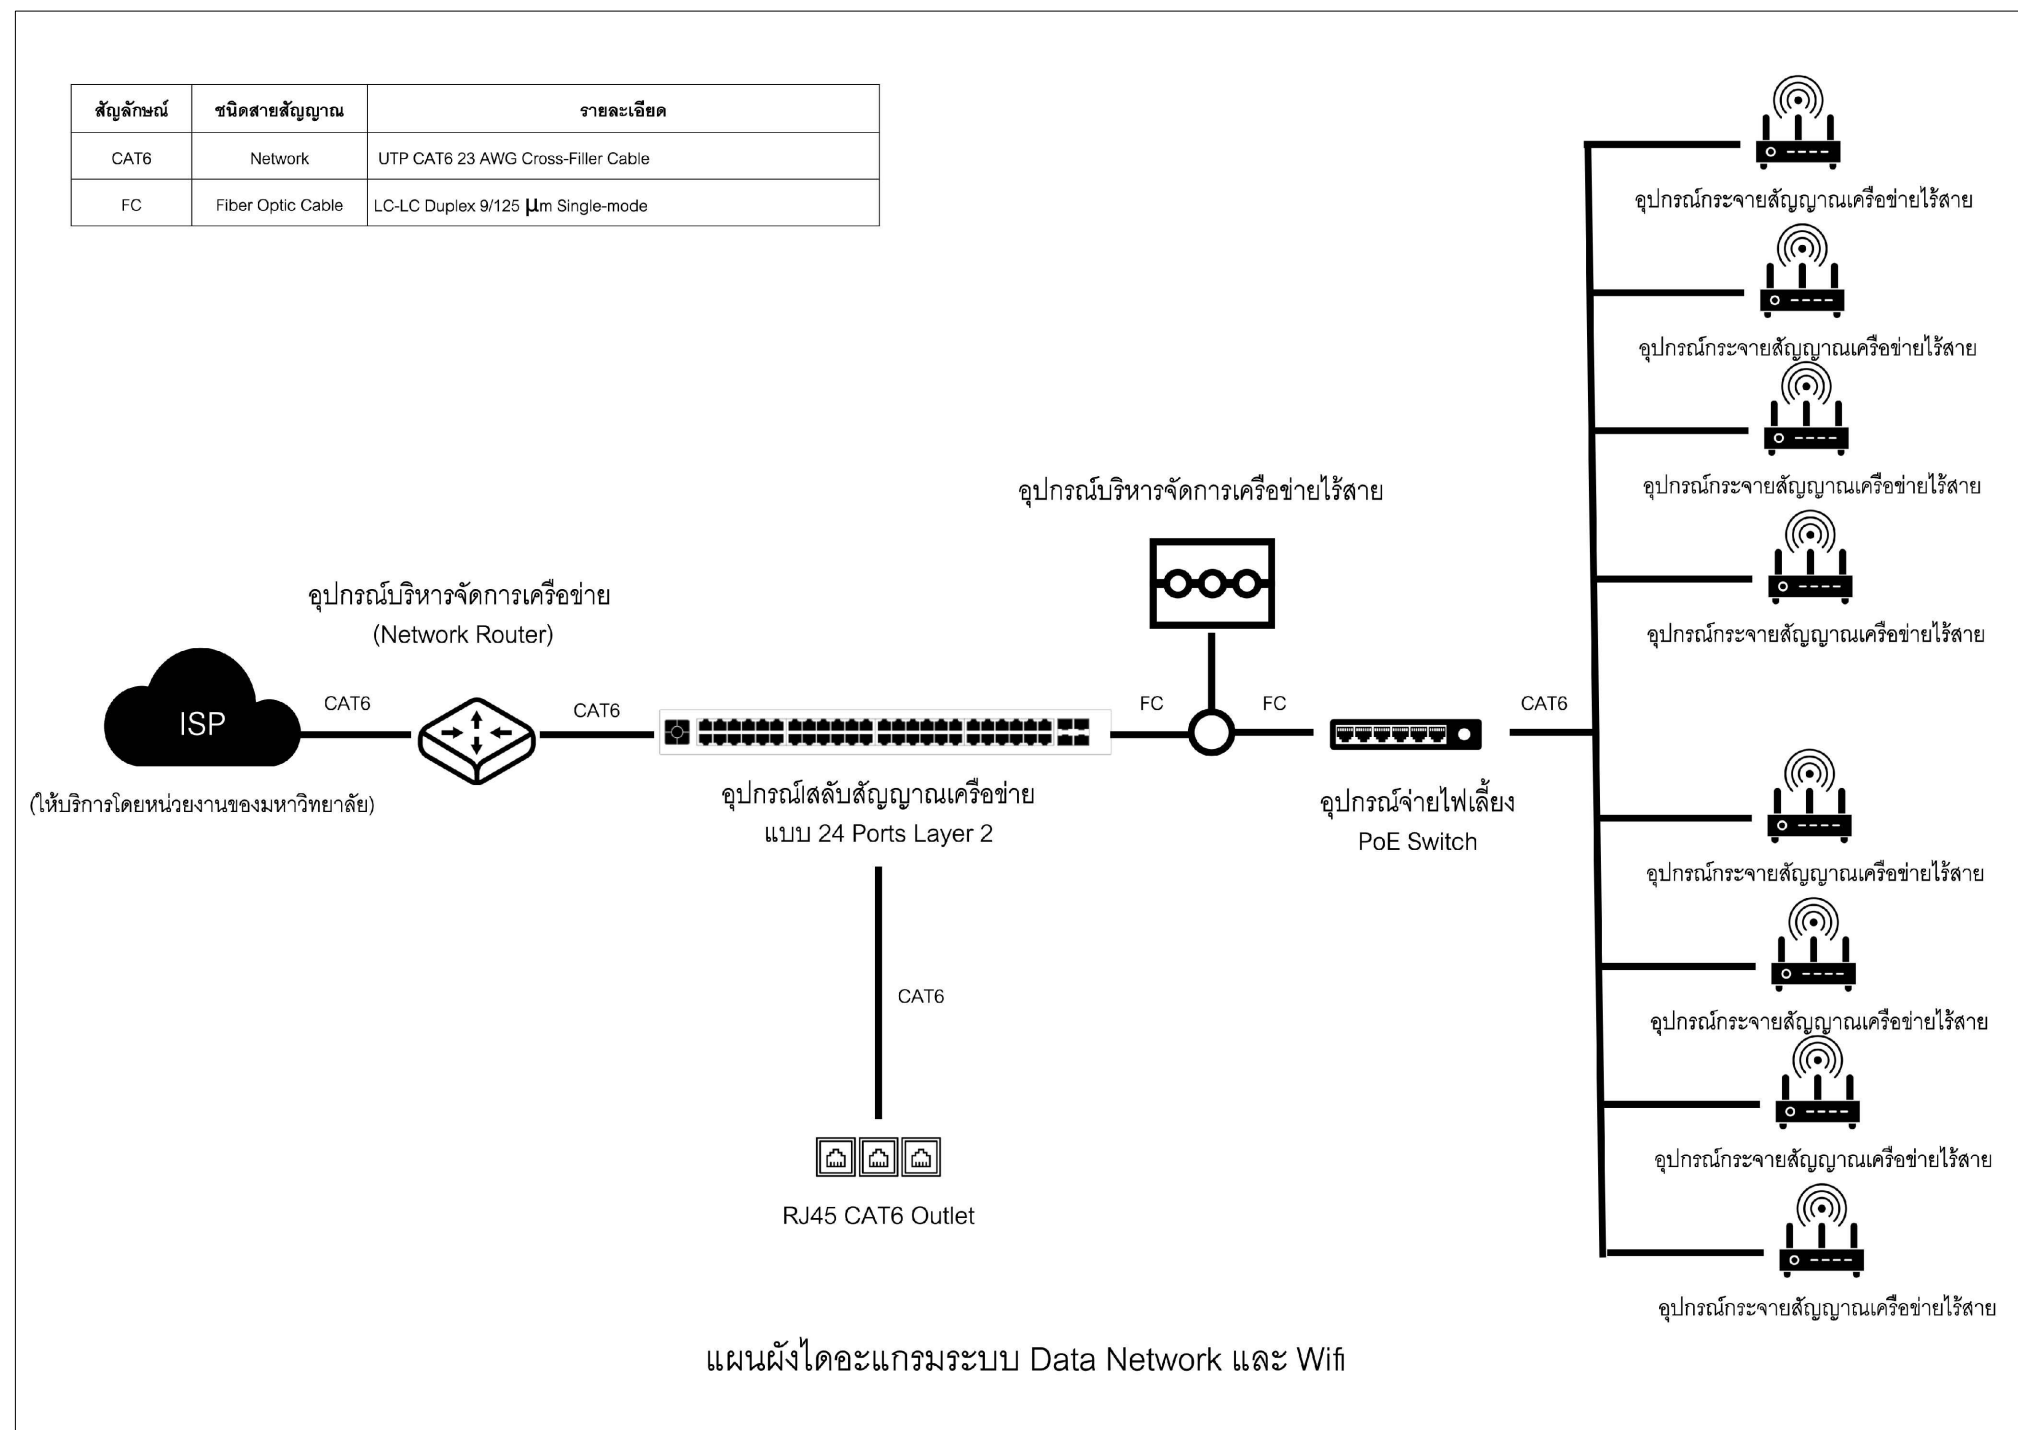 สัญลักษณ์ ชนิดสายสัญญาณ รายละเอียด
CAT6 Network UTP CAT6 23 AWG Cross-Filler Cable
FC Fiber Optic Cable LC-LC Duplex 9/125 µm Single-mode
อุปกรณ์กระจายสัญญาณเครือข่ายไร้สาย
อุปกรณ์กระจายสัญญาณเครือข่ายไร้สาย
อุปกรณ์กระจายสัญญาณเครือข่ายไร้สาย
อุปกรณ์บริหารจัดการเครือข่ายไร้สาย
อุปกรณ์กระจายสัญญาณเครือข่ายไร้สาย
อุปกรณ์บริหารจัดการเครือข่าย
(Network Router)
ISP
CAT6
CAT6
FC
FC
CAT6
(ให้บริการโดยหน่วยงานของมหาวิทยาลัย)
อุปกรณ์ไสลับสัญญาณเครือข่าย
แบบ 24 Ports Layer 2
อุปกรณ์จ่ายไฟเลี้ยง
PoE Switch
อุปกรณ์กระจายสัญญาณเครือข่ายไร้สาย
CAT6
อุปกรณ์กระจายสัญญาณเครือข่ายไร้สาย
อุปกรณ์กระจายสัญญาณเครือข่ายไร้สาย
RJ45 CAT6 Outlet
อุปกรณ์กระจายสัญญาณเครือข่ายไร้สาย
แผนผังไดอะแกรมระบบ Data Network และ Wifi